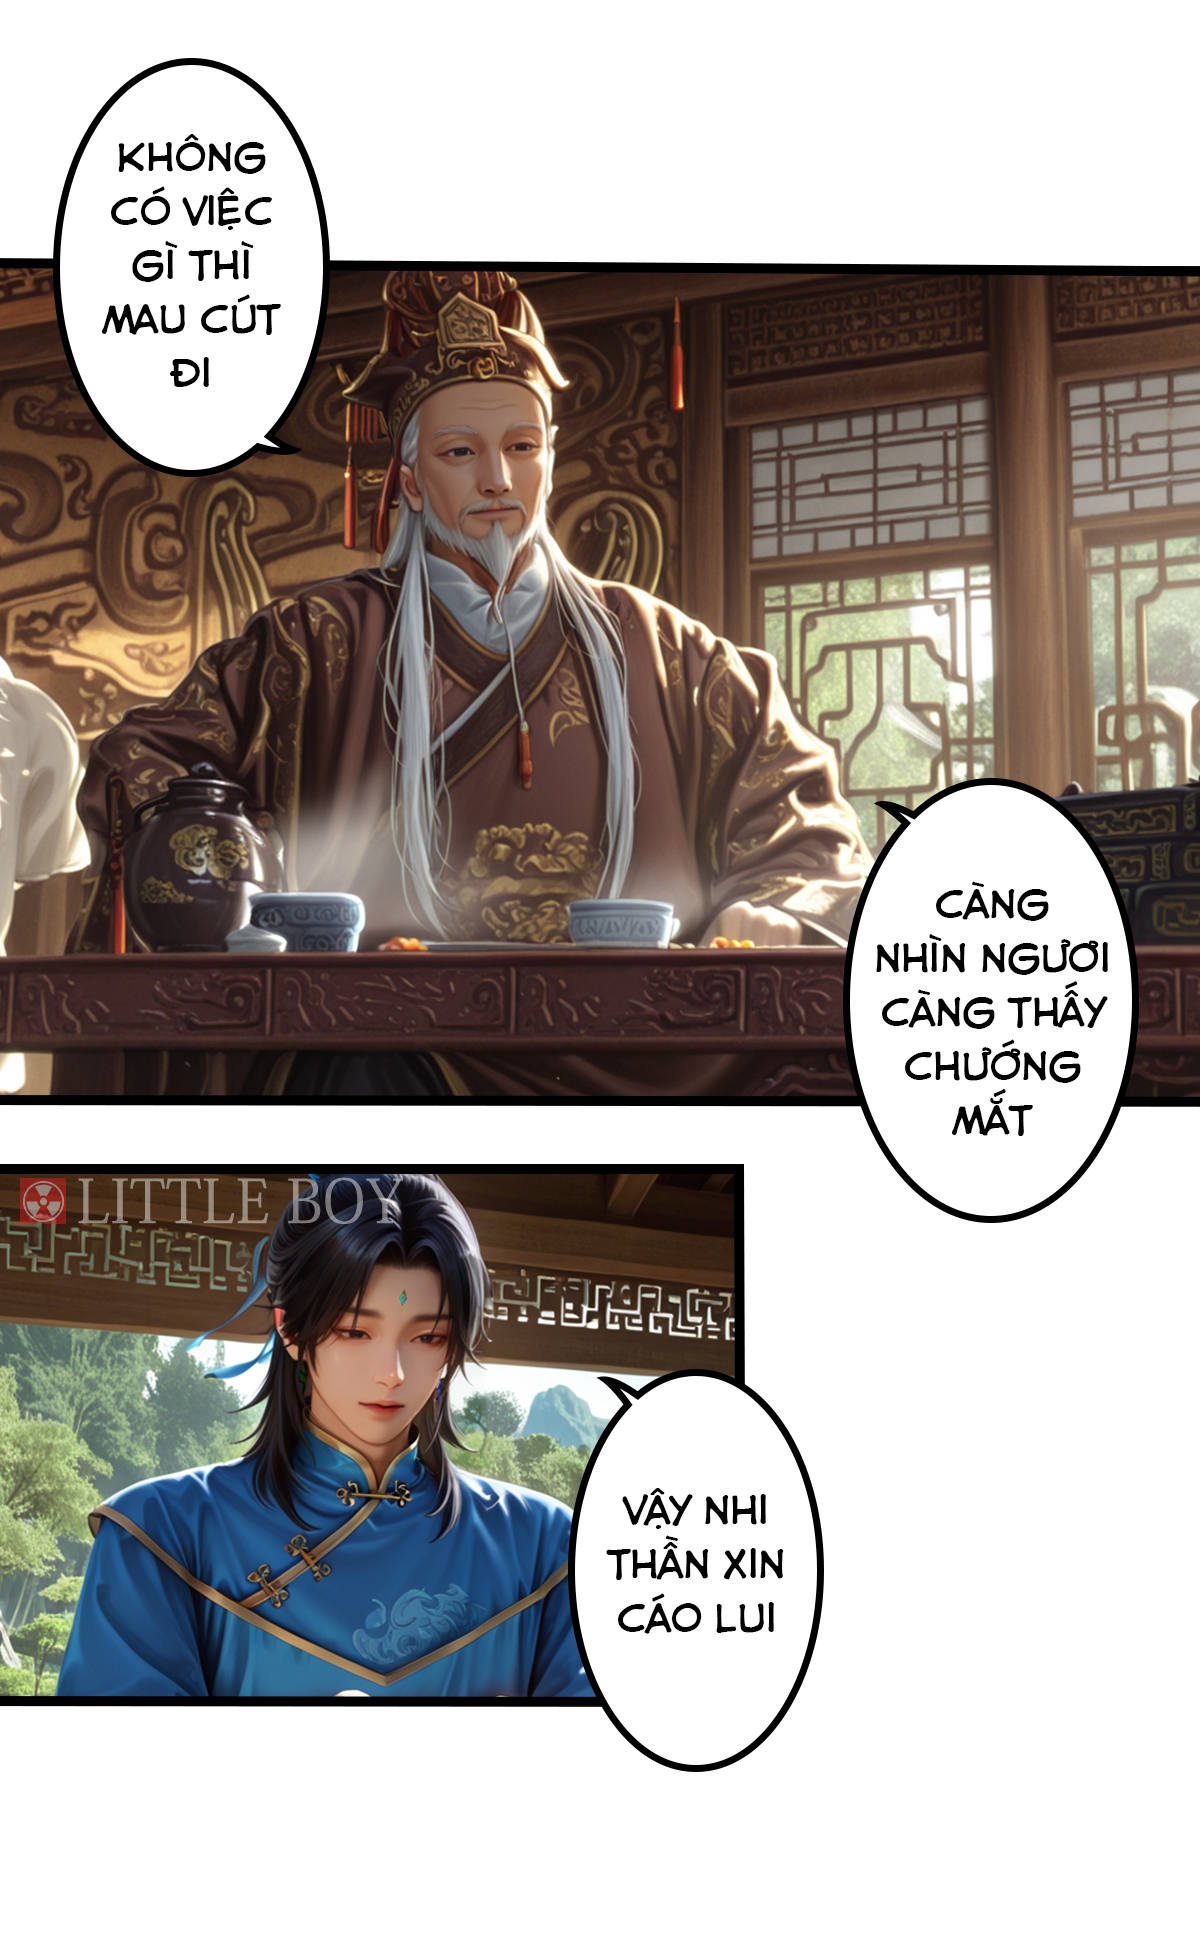 KHÔNG
CÓ VIỆC
GÌ THÌ
MAU CÚT
ĐI
CÀNG
NHÌN NGƯƠI
CÀNG THẤY
CHƯỚNG
MẮT
LITTLE BOY
VẬY NHI
THẦN XIN
CÁO LUI